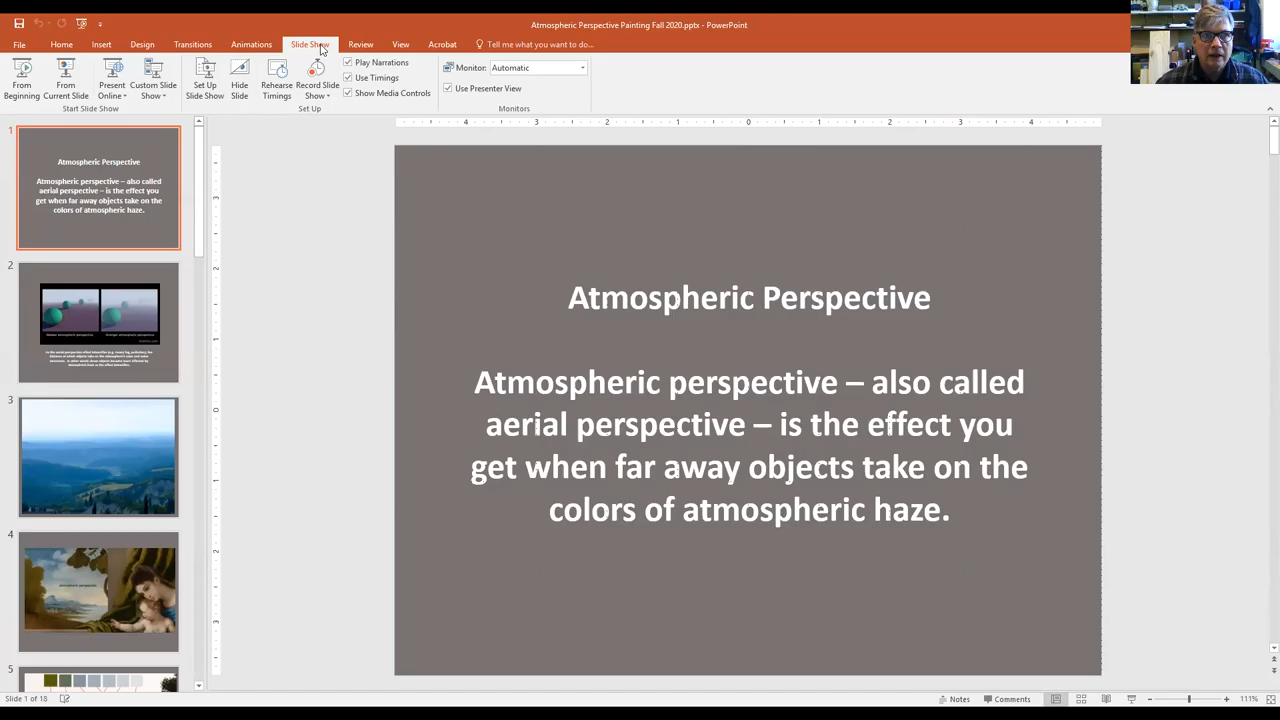 Atmospheric Perspective Painting Fall 2020.pptx - PowerPoint
File Home Insert Design Transitions Animations Slide Show Review View Acrobat Tell me what you want to do...
From Beginning
From Current Slide
Present Online
Custom Slide Show
Start Slide Show
Set Up Slide Show
Hide Slide
Rehearse Timings
Record Slide Show
Play Narrations
Use Timings
Show Media Controls
Set Up
Monitor: Automatic
Use Presenter View
Monitors
1
Atmospheric Perspective
Atmospheric perspective – also called
aerial perspective – is the effect you
get when far away objects take on the
colors of atmospheric haze.
2
3
4
5
Atmospheric Perspective
Atmospheric perspective – also called
aerial perspective – is the effect you
get when far away objects take on the
colors of atmospheric haze.
Slide 1 of 18
Notes Comments 111%